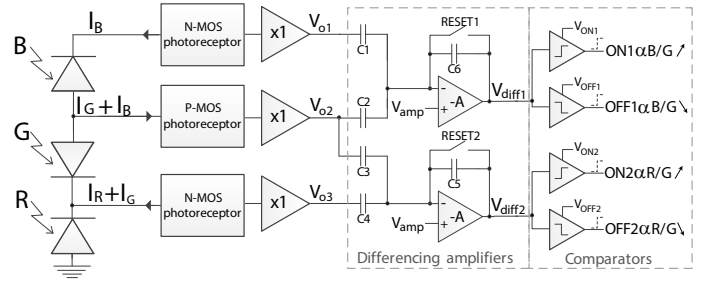 I_B
N-MOS photoreceptor
x1
V_o1
C1
RESET1
C6
-
V_amp
+
-A
V_diff1
V_ON1
ON1αB/G ↗
V_OFF1
OFF1αB/G ↘
B
I_G + I_B
P-MOS photoreceptor
x1
V_o2
C2
C3
G
RESET2
C5
-
V_amp
+
-A
V_diff2
V_ON2
ON2αR/G ↗
V_OFF2
OFF2αR/G ↘
R
I_R + I_G
N-MOS photoreceptor
x1
V_o3
C4
Differencing amplifiers
Comparators